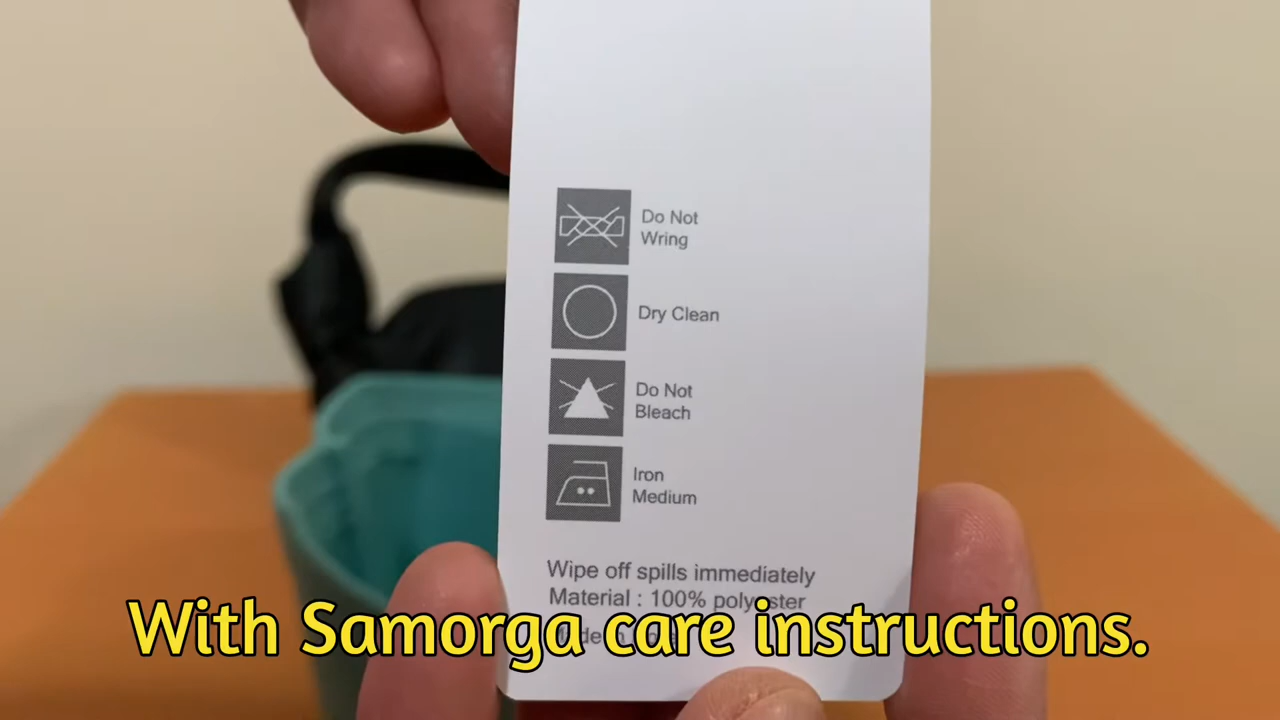 Do Not
Wring
Dry Clean
Do Not
Bleach
Iron
Medium
Wipe off spills immediately
Material : 100% polyester
With Samorga care instructions.